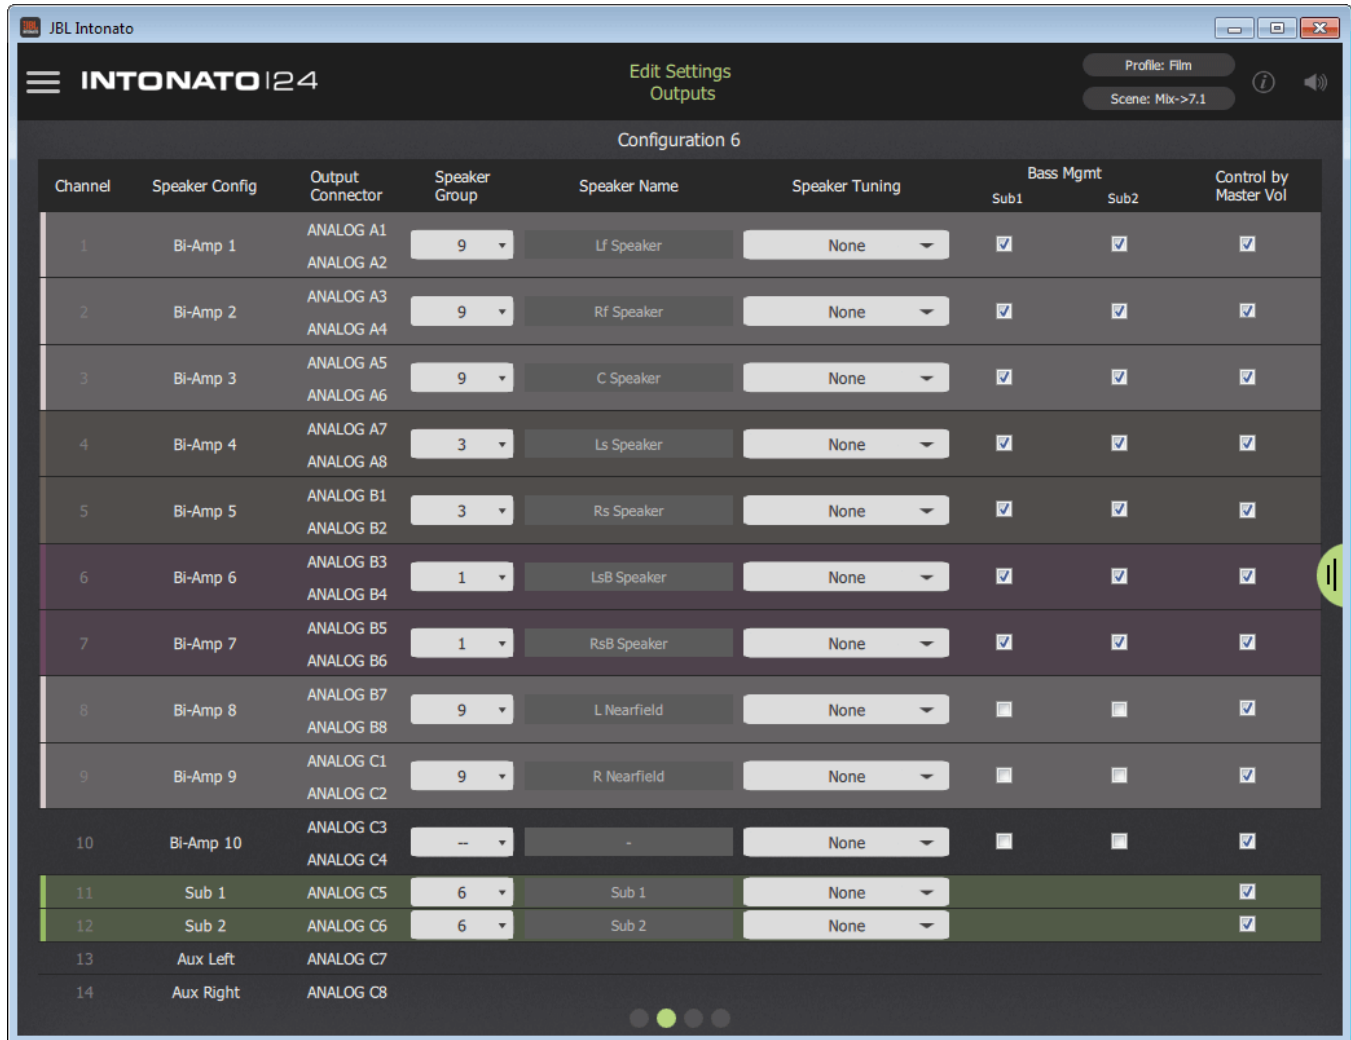 JBL Intonato
INTONATO|24
Edit Settings
Outputs
Profile: Film
Scene: Mix->7.1
Configuration 6
Channel Speaker Config Output Connector Speaker Group Speaker Name Speaker Tuning Bass Mgmt Sub1 Sub2 Control by Master Vol
1 Bi-Amp 1 ANALOG A1 ANALOG A2 9 Lf Speaker None
2 Bi-Amp 2 ANALOG A3 ANALOG A4 9 Rf Speaker None
3 Bi-Amp 3 ANALOG A5 ANALOG A6 9 C Speaker None
4 Bi-Amp 4 ANALOG A7 ANALOG A8 3 Ls Speaker None
5 Bi-Amp 5 ANALOG B1 ANALOG B2 3 Rs Speaker None
6 Bi-Amp 6 ANALOG B3 ANALOG B4 1 LsB Speaker None
7 Bi-Amp 7 ANALOG B5 ANALOG B6 1 RsB Speaker None
8 Bi-Amp 8 ANALOG B7 ANALOG B8 9 L Nearfield None
9 Bi-Amp 9 ANALOG C1 ANALOG C2 9 R Nearfield None
10 Bi-Amp 10 ANALOG C3 ANALOG C4 -- - None
11 Sub 1 ANALOG C5 6 Sub 1 None
12 Sub 2 ANALOG C6 6 Sub 2 None
13 Aux Left ANALOG C7
14 Aux Right ANALOG C8